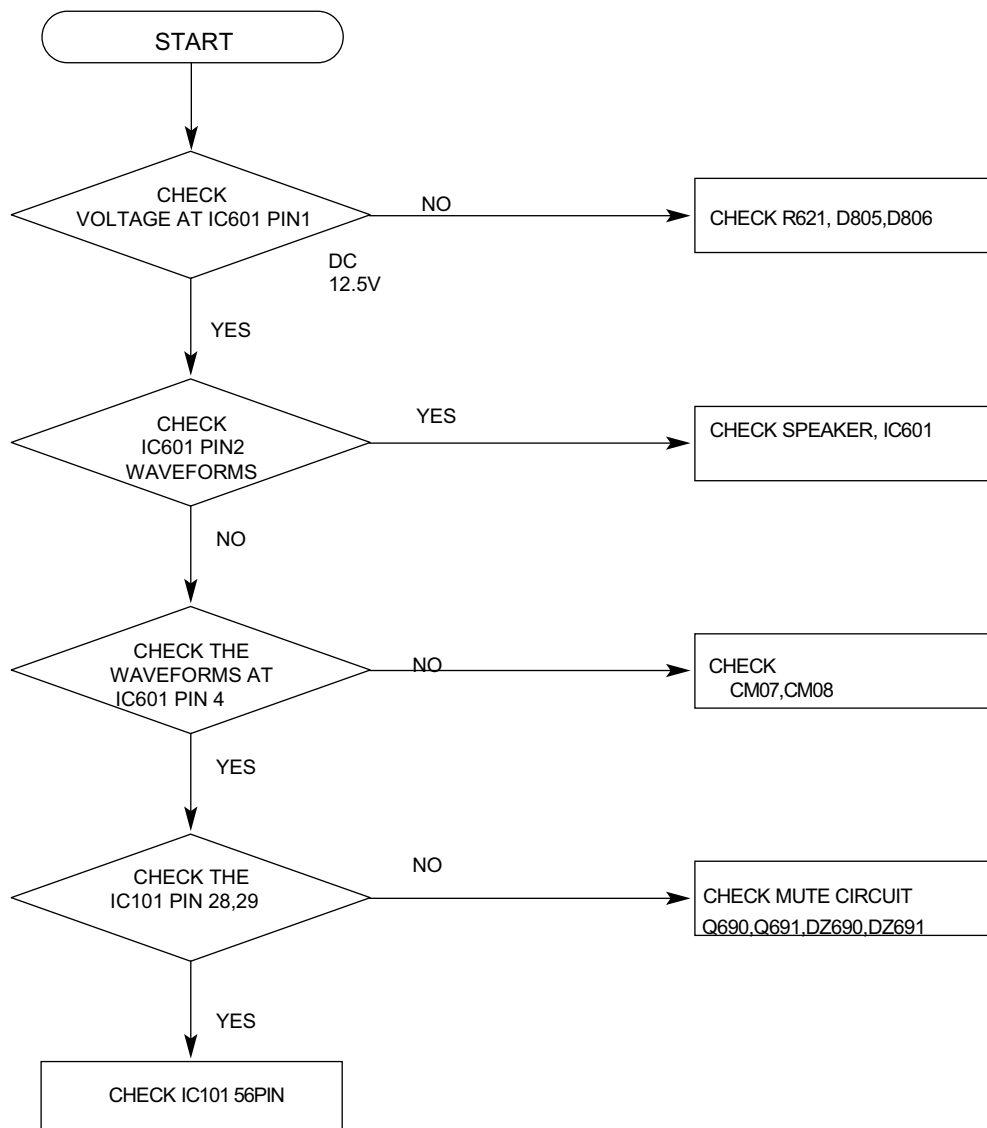 START
CHECK
VOLTAGE AT IC601 PIN1
NO
CHECK R621, D805,D806
DC
12.5V
YES
CHECK
IC601 PIN2
WAVEFORMS
YES
CHECK SPEAKER, IC601
NO
CHECK THE
WAVEFORMS AT
IC601 PIN 4
NO
CHECK
CM07,CM08
YES
CHECK THE
IC101 PIN 28,29
NO
CHECK MUTE CIRCUIT
Q690,Q691,DZ690,DZ691
YES
CHECK IC101 56PIN